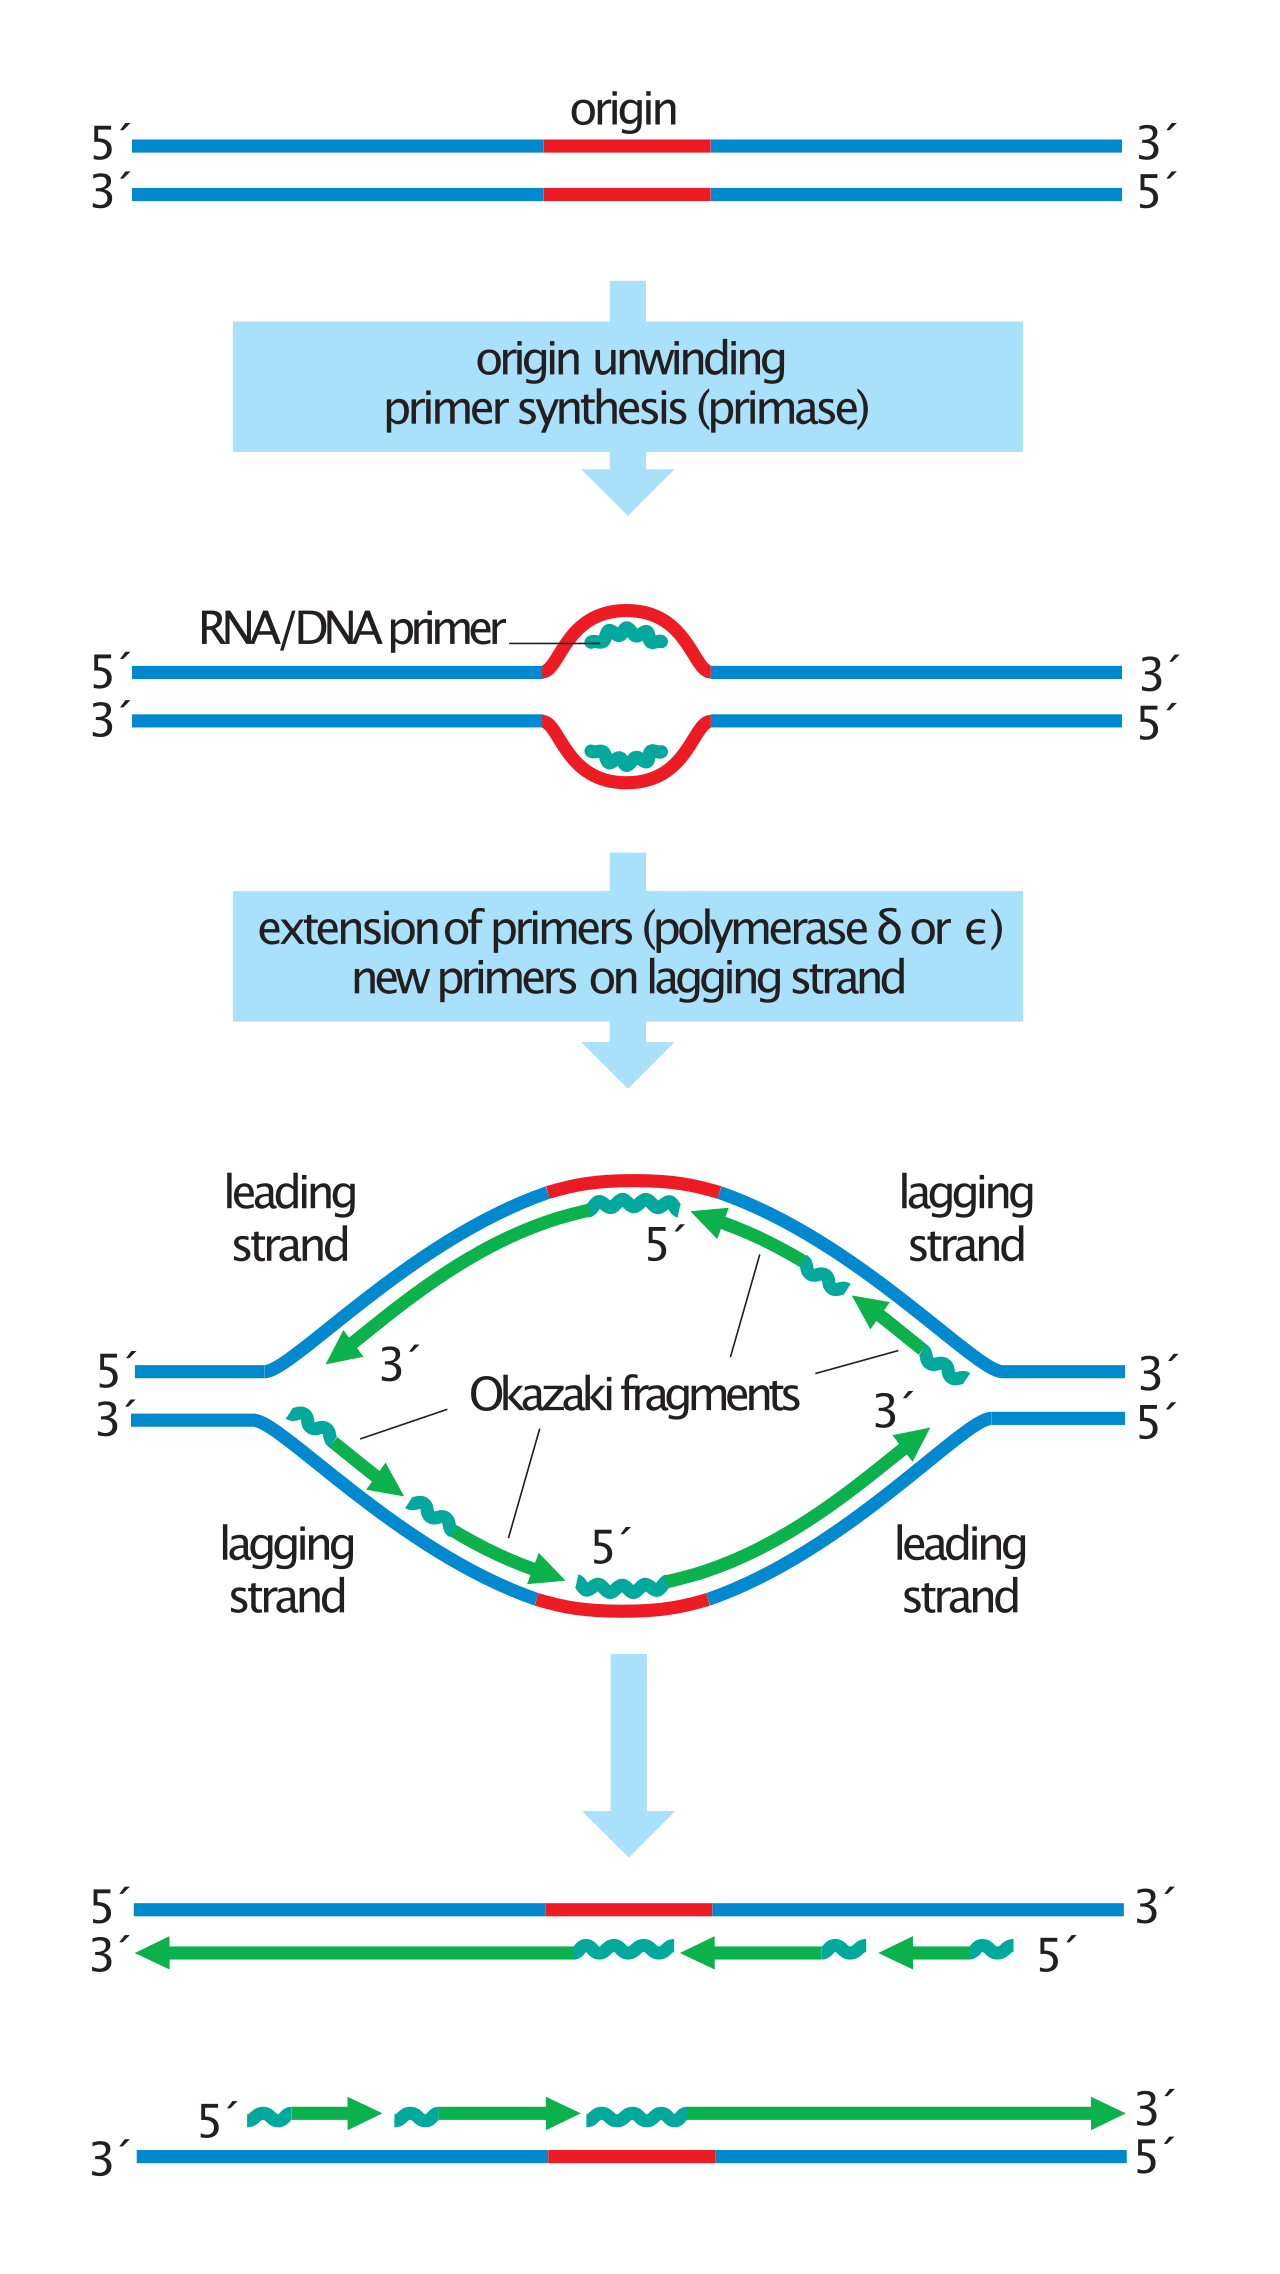 origin
5´ 3´
3´ 5´
origin unwinding
primer synthesis (primase)
RNA/DNA primer
5´ 3´
3´ 5´
extension of primers (polymerase δ or ϵ)
new primers on lagging strand
leading
strand
lagging
strand
5´
3´
5´ 3´
Okazaki fragments
3´
3´ 5´
lagging
strand
5´
leading
strand
5´ 3´
3´ 5´
5´ 3´
3´ 5´